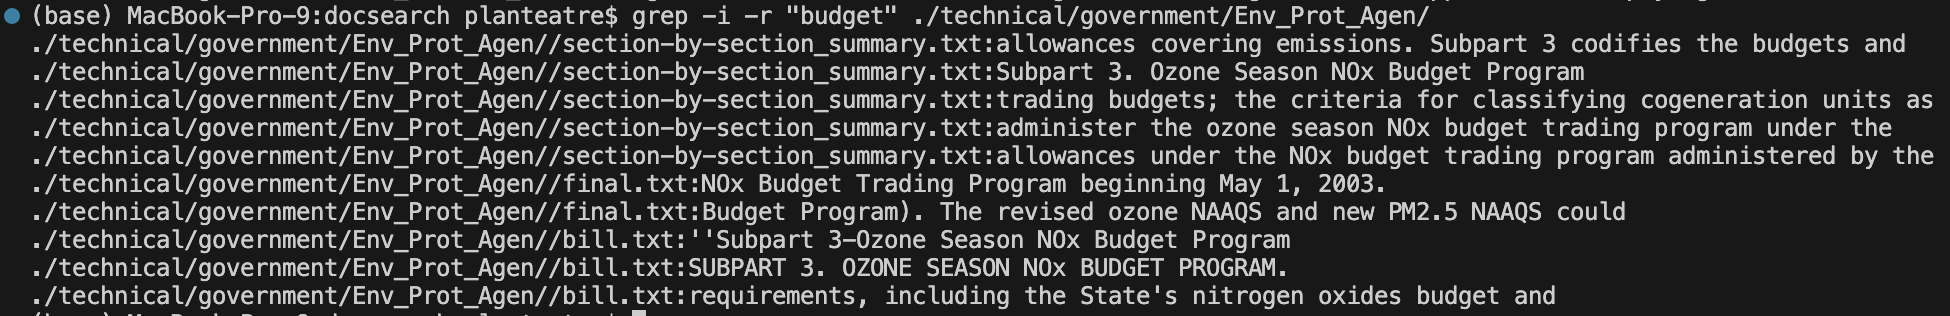 (base) MacBook-Pro-9:docsearch planteatre$ grep -i -r "budget" ./technical/government/Env_Prot_Agen/
./technical/government/Env_Prot_Agen//section-by-section_summary.txt:allowances covering emissions. Subpart 3 codifies the budgets and
./technical/government/Env_Prot_Agen//section-by-section_summary.txt:Subpart 3. Ozone Season NOx Budget Program
./technical/government/Env_Prot_Agen//section-by-section_summary.txt:trading budgets; the criteria for classifying cogeneration units as
./technical/government/Env_Prot_Agen//section-by-section_summary.txt:administer the ozone season NOx budget trading program under the
./technical/government/Env_Prot_Agen//section-by-section_summary.txt:allowances under the NOx budget trading program administered by the
./technical/government/Env_Prot_Agen//final.txt:NOx Budget Trading Program beginning May 1, 2003.
./technical/government/Env_Prot_Agen//final.txt:Budget Program). The revised ozone NAAQS and new PM2.5 NAAQS could
./technical/government/Env_Prot_Agen//bill.txt:''Subpart 3-Ozone Season NOx Budget Program
./technical/government/Env_Prot_Agen//bill.txt:SUBPART 3. OZONE SEASON NOx BUDGET PROGRAM.
./technical/government/Env_Prot_Agen//bill.txt:requirements, including the State's nitrogen oxides budget and